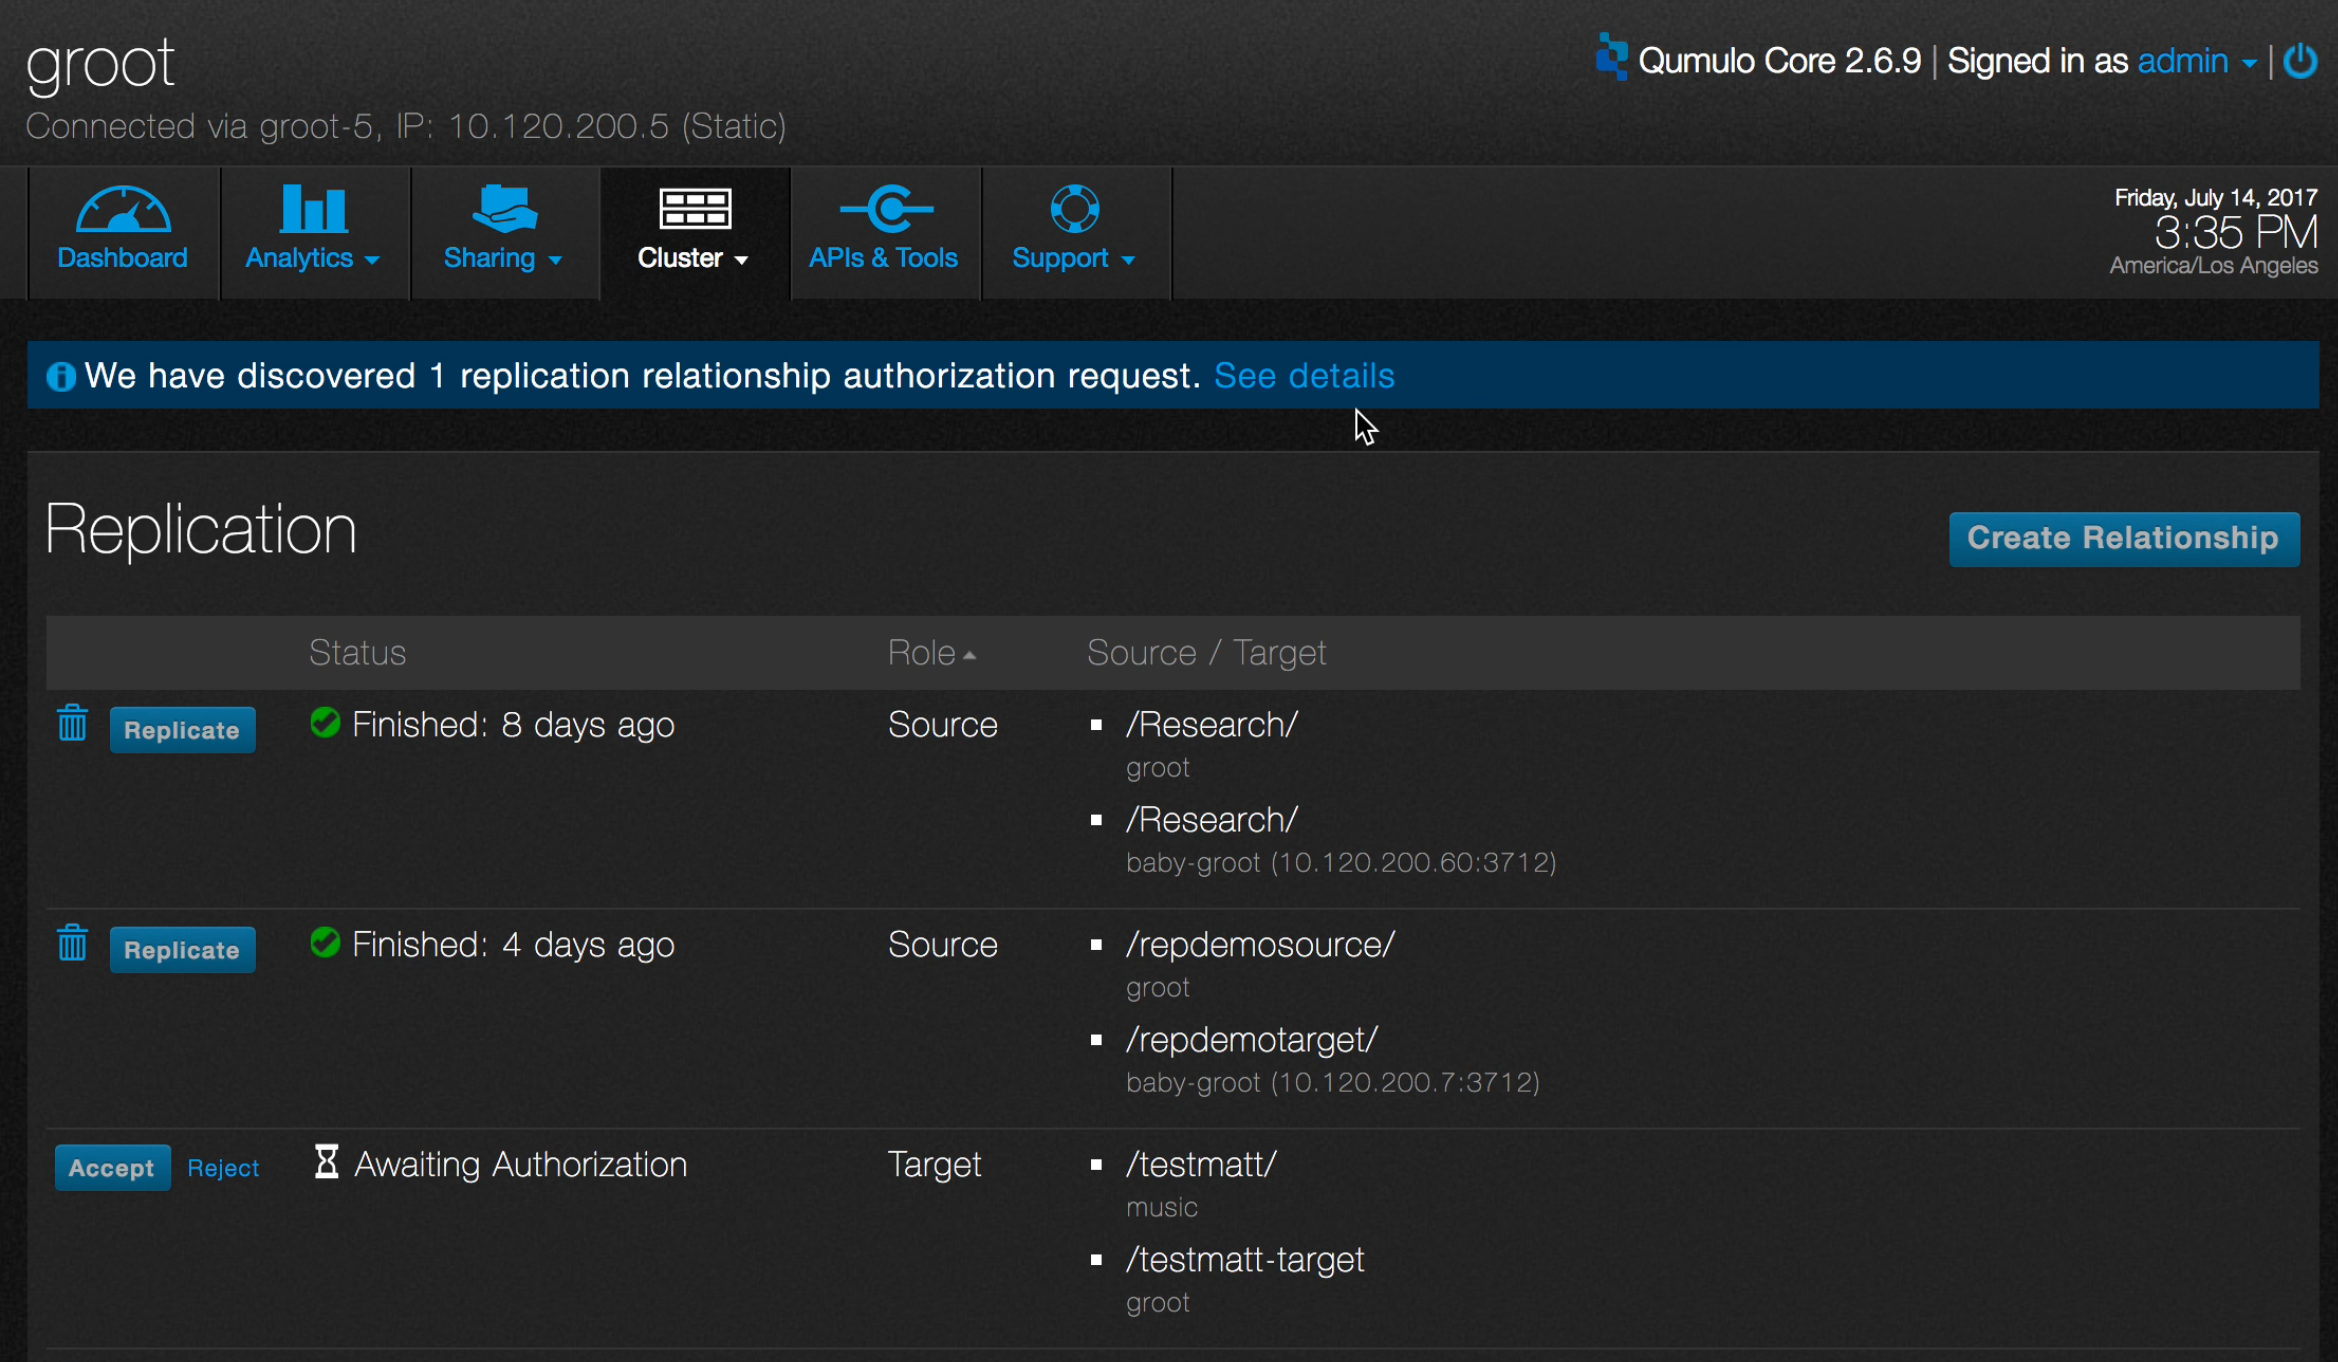 groot
Qumulo Core 2.6.9 | Signed in as admin
Connected via groot-5, IP: 10.120.200.5 (Static)
Dashboard
Analytics
Sharing
Cluster
APIs & Tools
Support
Friday, July 14, 2017
3:35 PM
America/Los Angeles
We have discovered 1 replication relationship authorization request. See details
Replication
Create Relationship
Status
Role
Source / Target
Replicate
Finished: 8 days ago
Source
/Research/
groot
/Research/
baby-groot (10.120.200.60:3712)
Replicate
Finished: 4 days ago
Source
/repdemosource/
groot
/repdemotarget/
baby-groot (10.120.200.7:3712)
Accept
Reject
Awaiting Authorization
Target
/testmatt/
music
/testmatt-target
groot